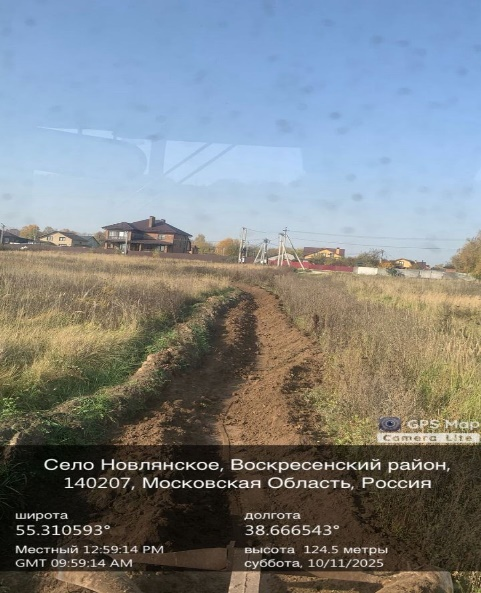 GPS Map
Camera Lite
Село Новлянское, Воскресенский район,
140207, Московская Область, Россия
широта
55.310593°
долгота
38.666543°
Местный 12:59:14 PM
GMT 09:59:14 AM
высота 124.5 метры
суббота, 10/11/2025